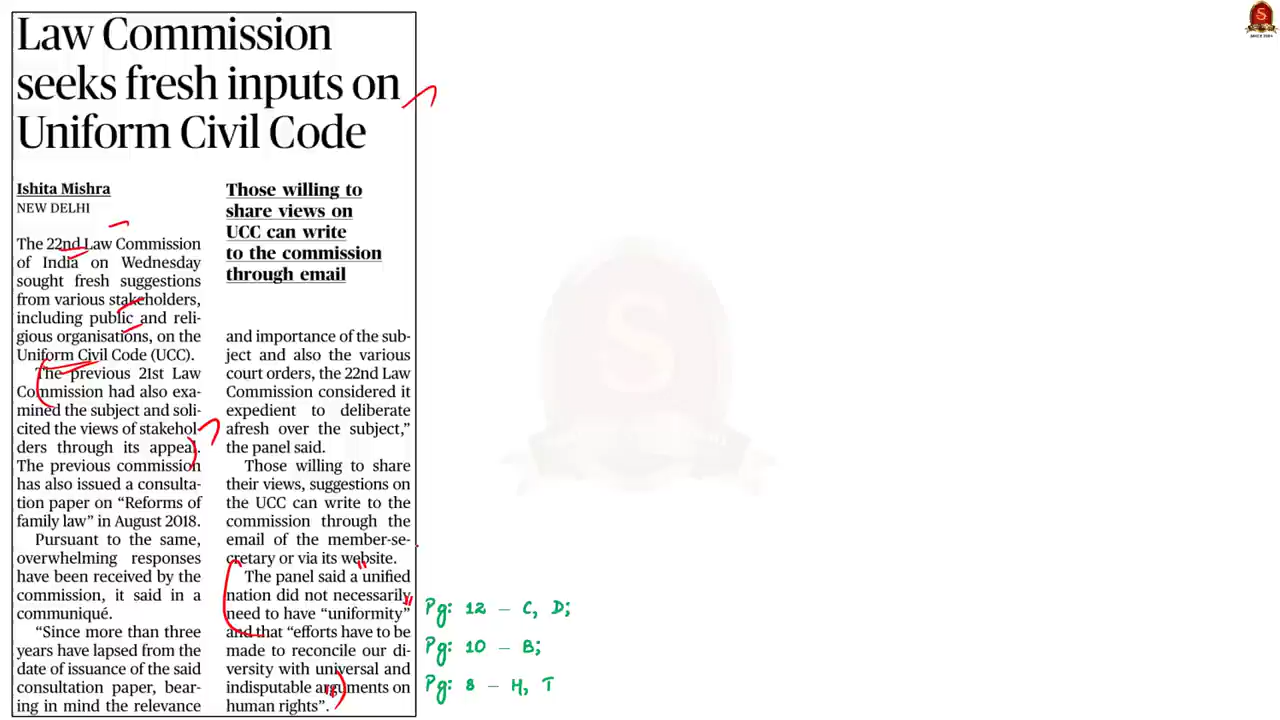 Law Commission
seeks fresh inputs on
Uniform Civil Code
Ishita Mishra
NEW DELHI
The 22nd Law Commission
of India on Wednesday
sought fresh suggestions
from various stakeholders,
including public and reli-
gious organisations, on the
Uniform Civil Code (UCC).
The previous 21st Law
Commission had also exa-
mined the subject and soli-
cited the views of stakehol-
ders through its appeal.
The previous commission
has also issued a consulta-
tion paper on “Reforms of
family law” in August 2018.
Pursuant to the same,
overwhelming responses
have been received by the
commission, it said in a
communiqué.
“Since more than three
years have lapsed from the
date of issuance of the said
consultation paper, bear-
ing in mind the relevance
Those willing to
share views on
UCC can write
to the commission
through email
and importance of the sub-
ject and also the various
court orders, the 22nd Law
Commission considered it
expedient to deliberate
afresh over the subject,”
the panel said.
Those willing to share
their views, suggestions on
the UCC can write to the
commission through the
email of the member-se-
cretary or via its website.
The panel said a unified
nation did not necessarily
need to have “uniformity”
and that “efforts have to be
made to reconcile our di-
versity with universal and
indisputable arguments on
human rights”.
Pg: 12 – C, D;
Pg: 10 – B;
Pg: 8 – H, T